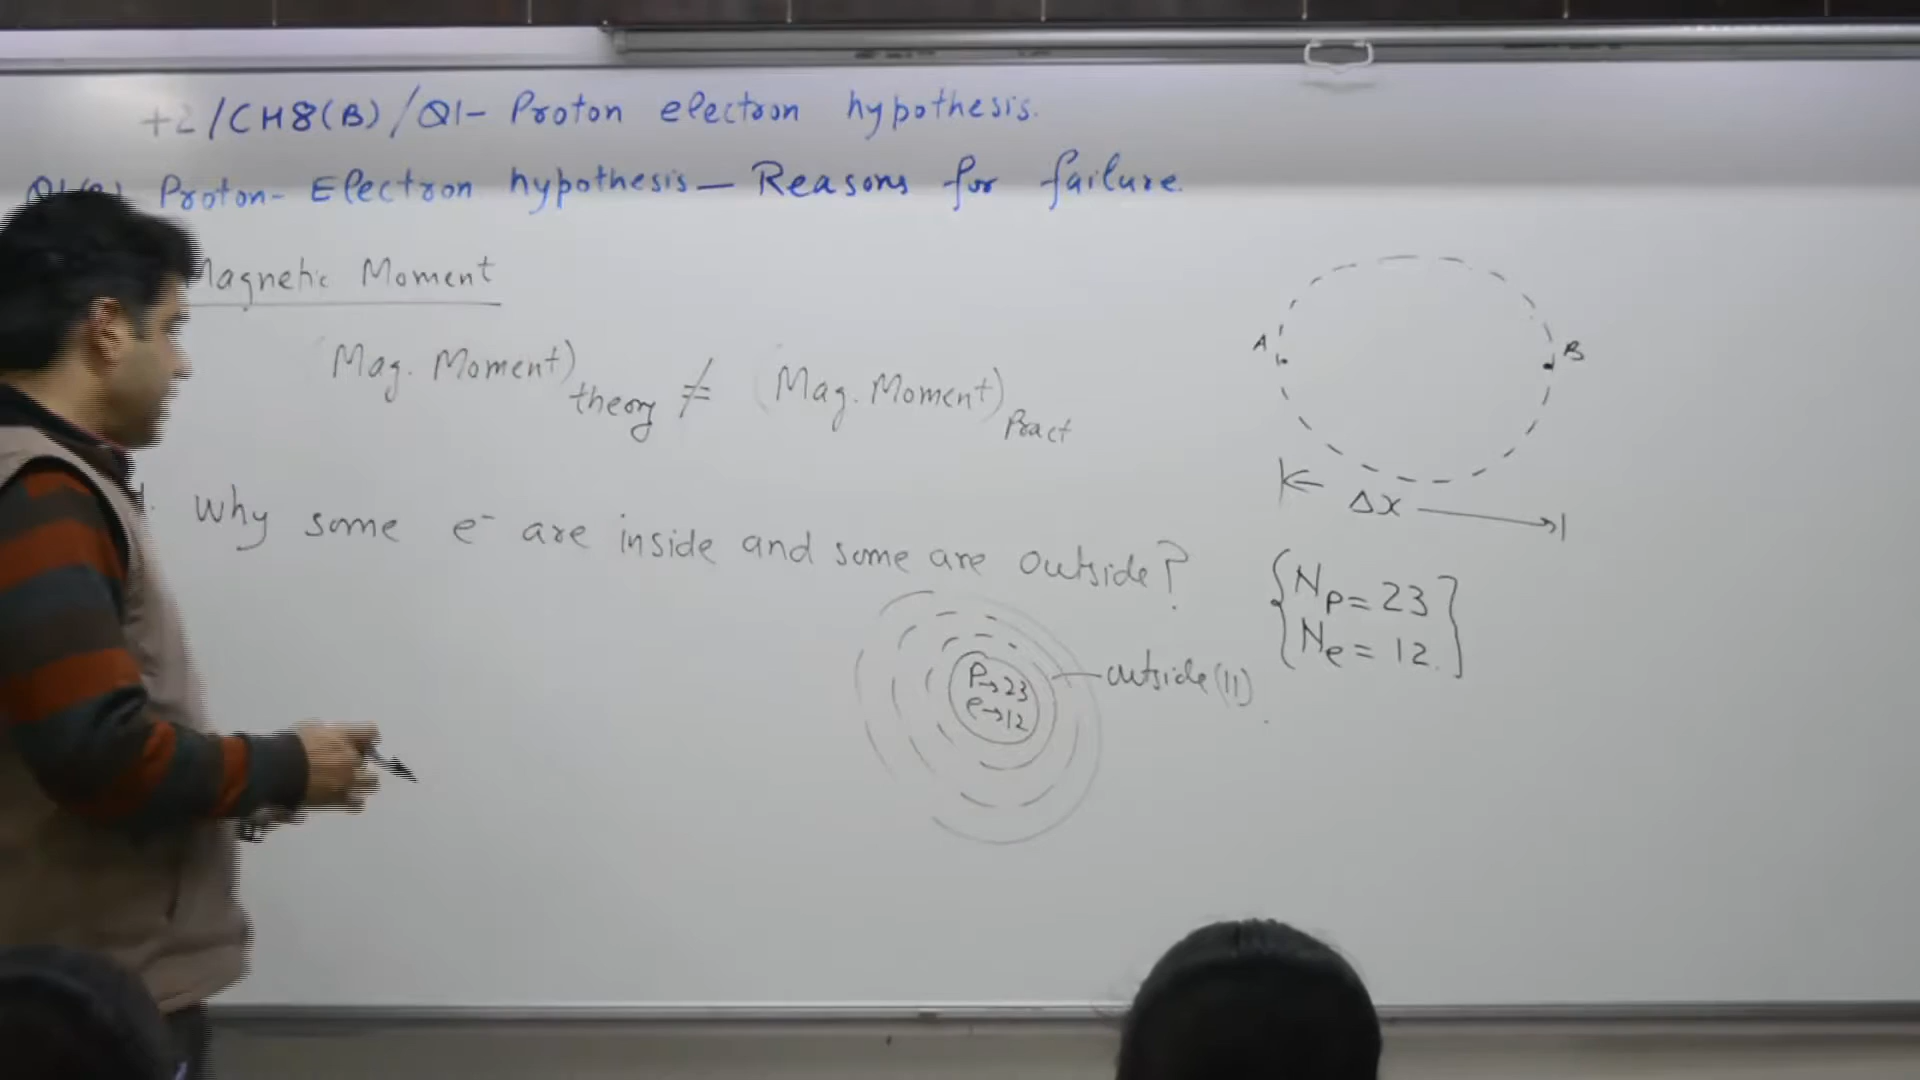 +2/CH8(B)/Q1- Proton electron hypothesis.
Proton- Electron hypothesis — Reasons for failure.
Magnetic Moment
Mag. Moment)theory ≠ (Mag. Moment)Pract
Why some e⁻ are inside and some are outside?
P→23
e→12
outside(11)
A
B
Δx
{Np = 23
Ne = 12.}